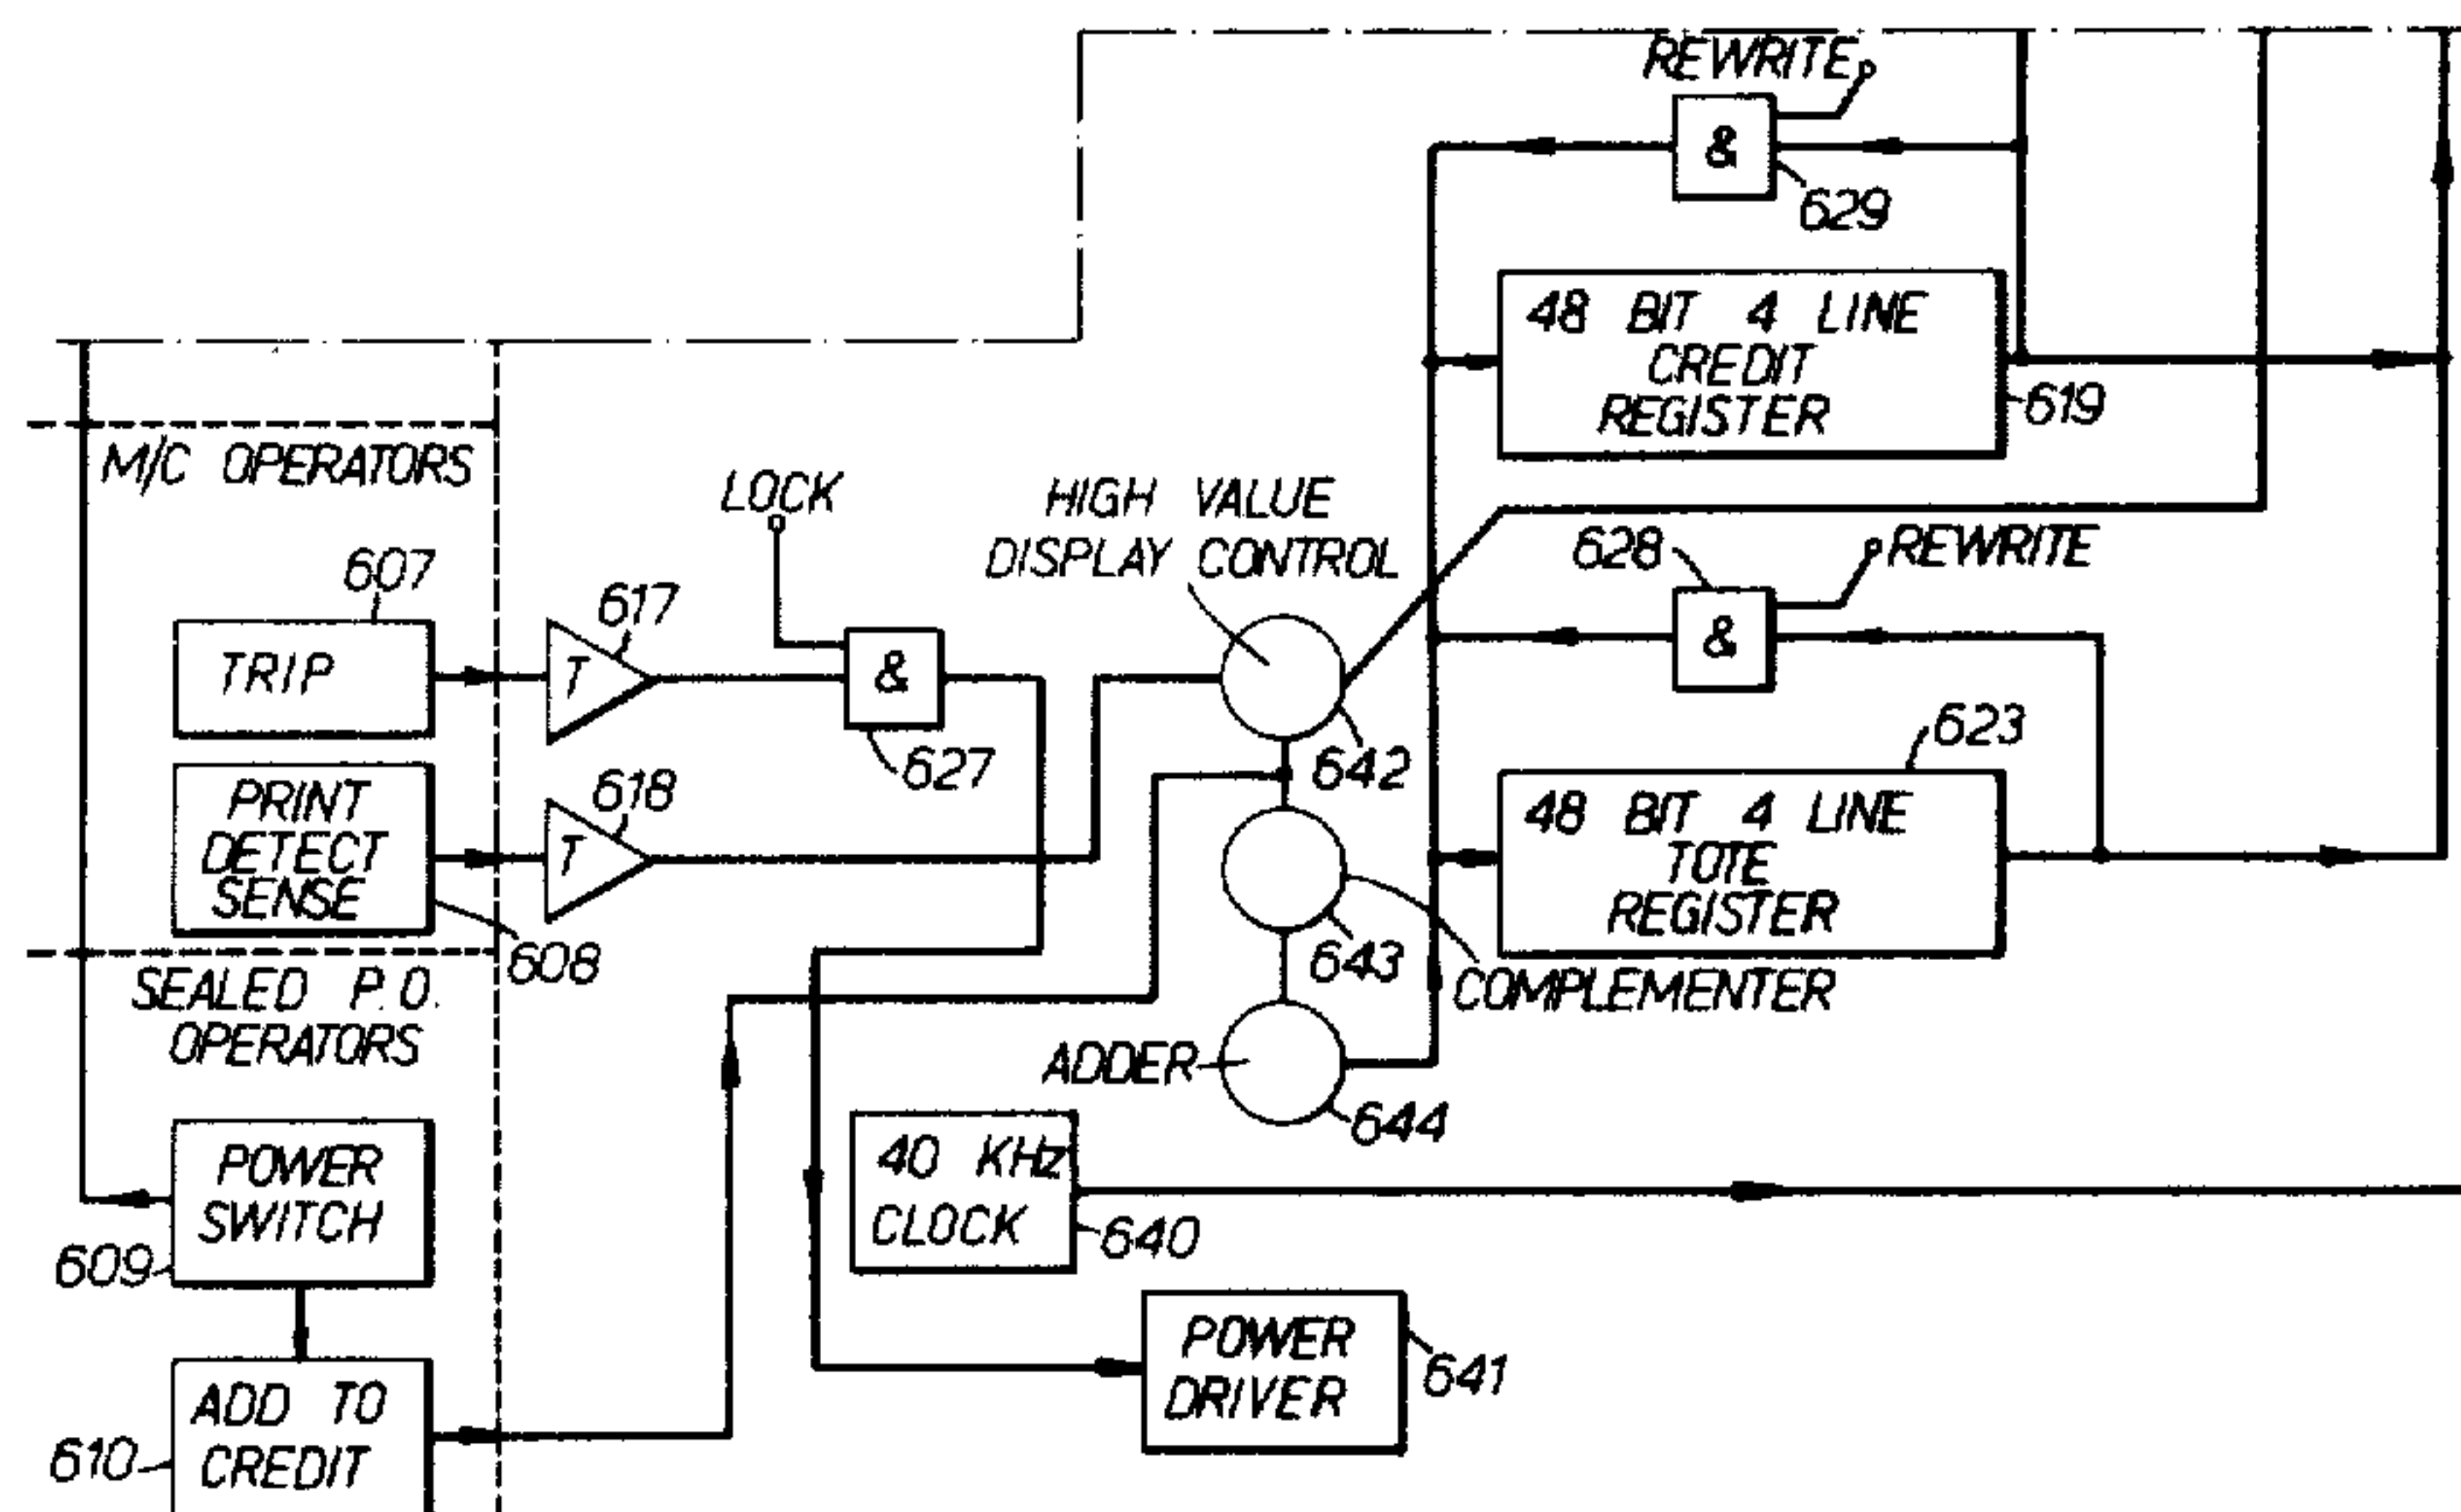 REWRITE
&
629
48 BIT 4 LINE
CREDIT
REGISTER
619
M/C OPERATORS
LOCK
HIGH VALUE
DISPLAY CONTROL
607
TRIP
617
T
&
627
642
628
REWRITE
&
623
PRINT
DETECT
SENSE
608
618
T
48 BIT 4 LINE
TOTE
REGISTER
643
COMPLEMENTER
SEALED P.O.
OPERATORS
ADDER
644
POWER
SWITCH
609
40 KHz
CLOCK
640
POWER
DRIVER
641
ADD TO
CREDIT
610